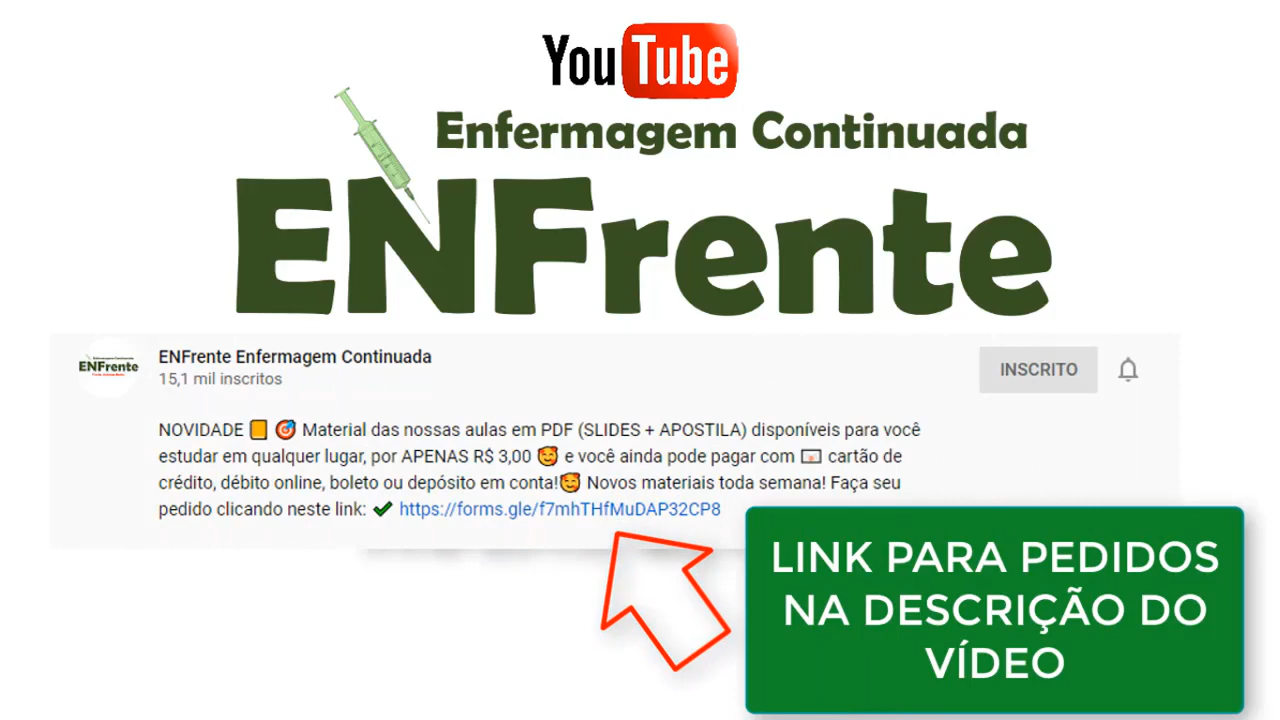 YouTube
Enfermagem Continuada
ENFrente
ENFrente
ENFrente Enfermagem Continuada
15,1 mil inscritos
INSCRITO
NOVIDADE 📒 🎯 Material das nossas aulas em PDF (SLIDES + APOSTILA) disponíveis para você
estudar em qualquer lugar, por APENAS R$ 3,00 🥰 e você ainda pode pagar com 💳 cartão de
crédito, débito online, boleto ou depósito em conta!🥰 Novos materiais toda semana! Faça seu
pedido clicando neste link: ✔ https://forms.gle/f7mhTHfMuDAP32CP8
LINK PARA PEDIDOS
NA DESCRIÇÃO DO
VÍDEO